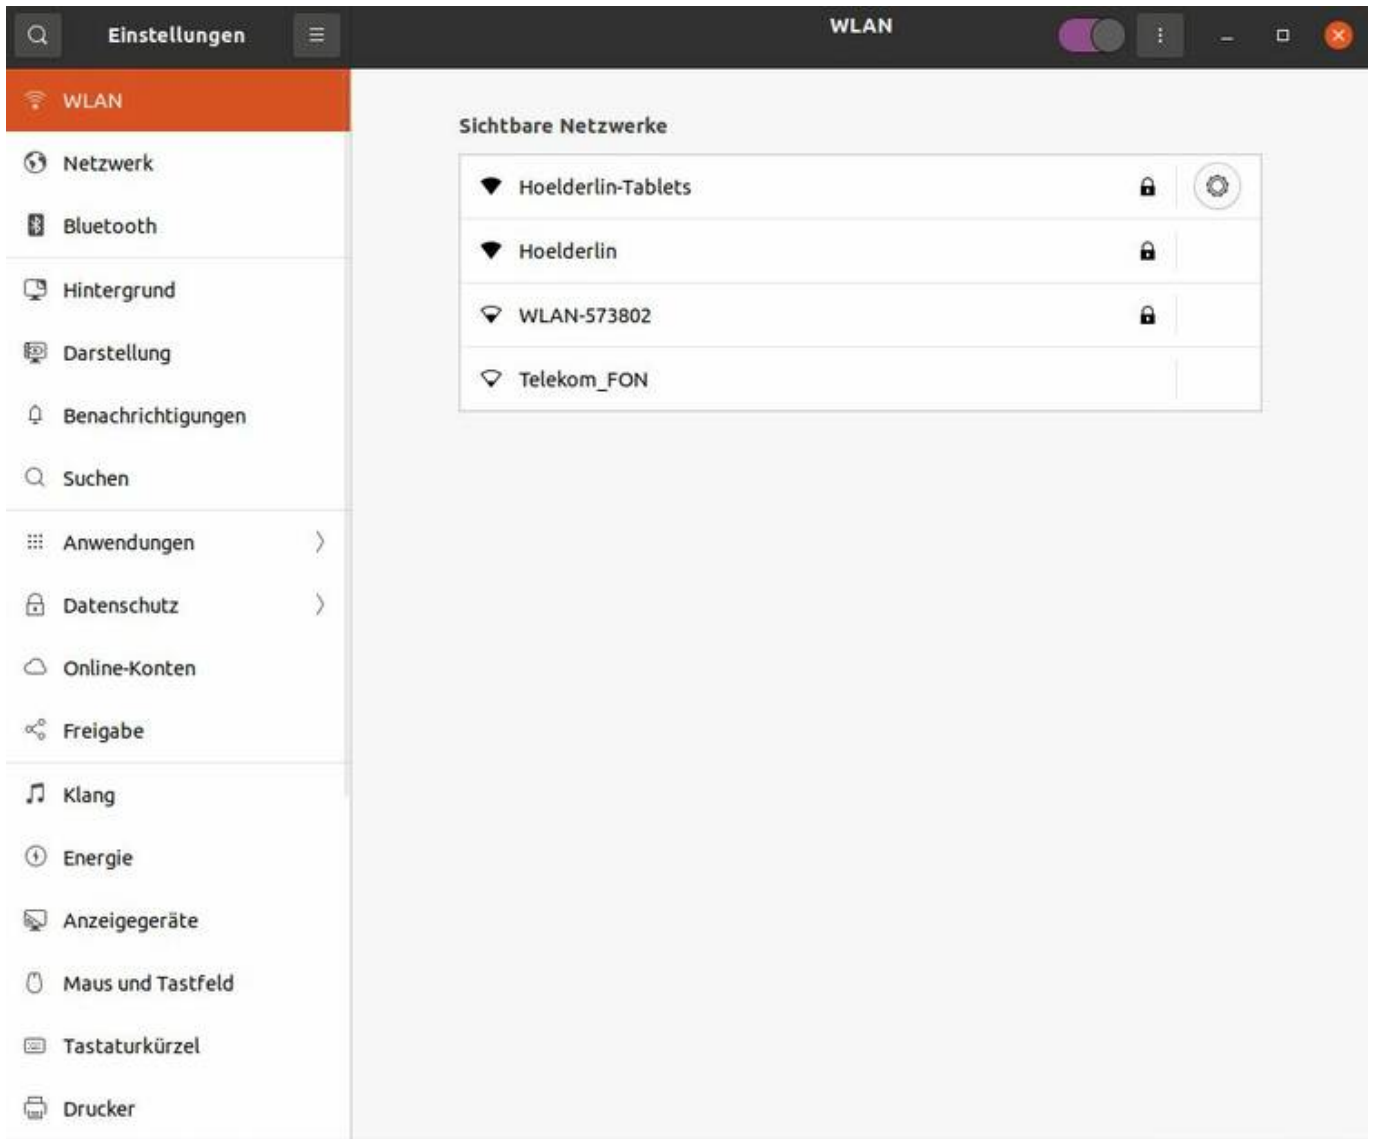 Einstellungen
WLAN
WLAN
Netzwerk
Bluetooth
Hintergrund
Darstellung
Benachrichtigungen
Suchen
Anwendungen
Datenschutz
Online-Konten
Freigabe
Klang
Energie
Anzeigegeräte
Maus und Tastfeld
Tastaturkürzel
Drucker
Sichtbare Netzwerke
Hoelderlin-Tablets
Hoelderlin
WLAN-573802
Telekom_FON